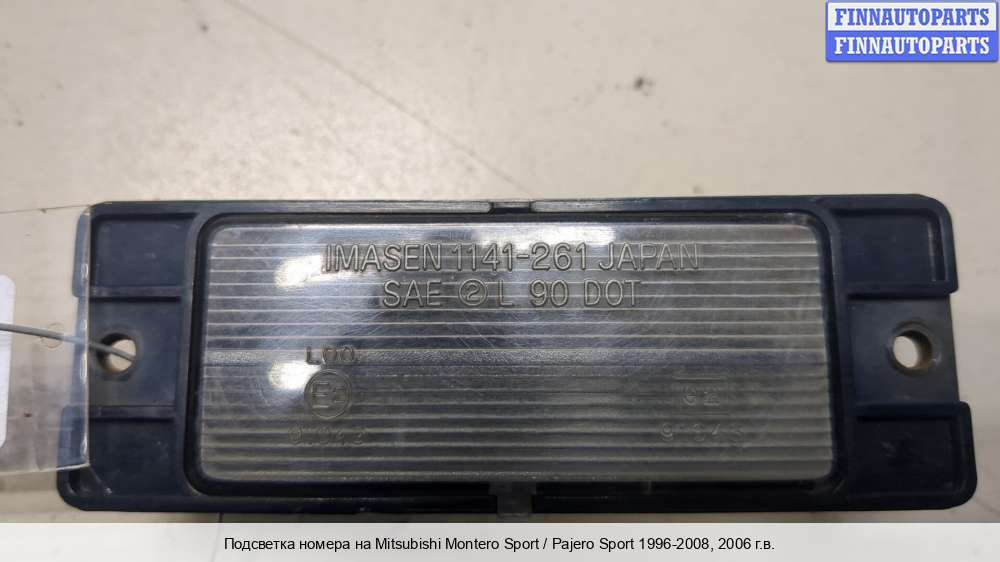 FINNAUTOPARTS
FINNAUTOPARTS
IMASEN 1141-261 JAPAN
SAE ② L 90 DOT
Подсветка номера на Mitsubishi Montero Sport / Pajero Sport 1996-2008, 2006 г.в.